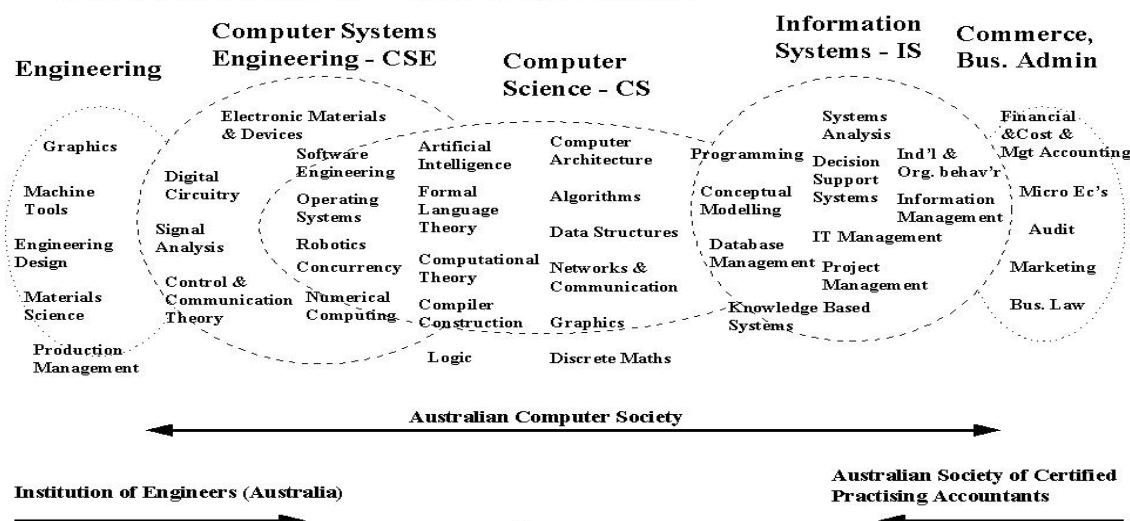 Engineering
Computer Systems
Engineering - CSE
Computer
Science - CS
Information
Systems - IS
Commerce,
Bus. Admin
Graphics
Machine
Tools
Engineering
Design
Materials
Science
Production
Management
Electronic Materials
& Devices
Digital
Circuitry
Signal
Analysis
Control &
Communication
Theory
Software
Engineering
Operating
Systems
Robotics
Concurrency
Numerical
Computing
Artificial
Intelligence
Formal
Language
Theory
Computational
Theory
Compiler
Construction
Logic
Computer
Architecture
Algorithms
Data Structures
Networks &
Communication
Graphics
Discrete Maths
Programming
Conceptual
Modelling
Database
Management
Knowledge Based
Systems
Systems
Analysis
Decision
Support
Systems
Ind'l &
Org. behav'r
Information
Management
IT Management
Project
Management
Financial
&Cost &
Mgt Accounting
Micro Ec's
Audit
Marketing
Bus. Law
Australian Computer Society
Institution of Engineers (Australia)
Australian Society of Certified
Practising Accountants